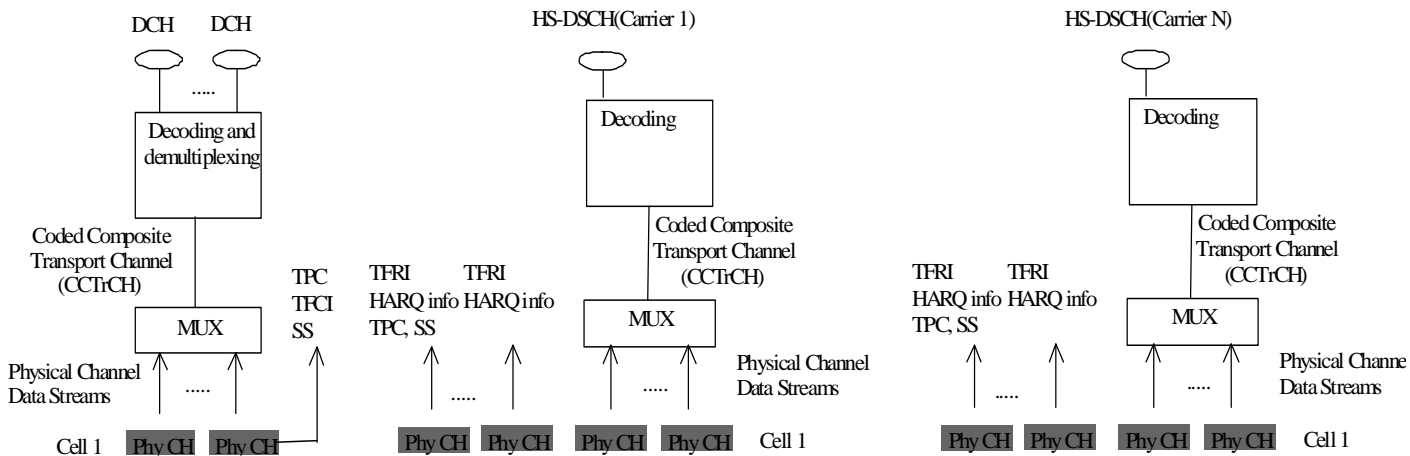 DCH DCH
.....
Decoding and
demultiplexing
Coded Composite
Transport Channel
(CCTrCH)
MUX
TPC
TFCI
SS
Physical Channel
Data Streams
.....
Cell 1 Phy CH Phy CH
HS-DSCH(Carrier 1)
Decoding
Coded Composite
Transport Channel
(CCTrCH)
TFRI TFRI
HARQ info HARQ info
TPC, SS
MUX
Physical Channel
Data Streams
..... .....
Phy CH Phy CH Phy CH Phy CH Cell 1
HS-DSCH(Carrier N)
Decoding
Coded Composite
Transport Channel
(CCTrCH)
TFRI TFRI
HARQ info HARQ info
TPC, SS
MUX
Physical Channel
Data Streams
..... .....
Phy CH Phy CH Phy CH Phy CH Cell 1